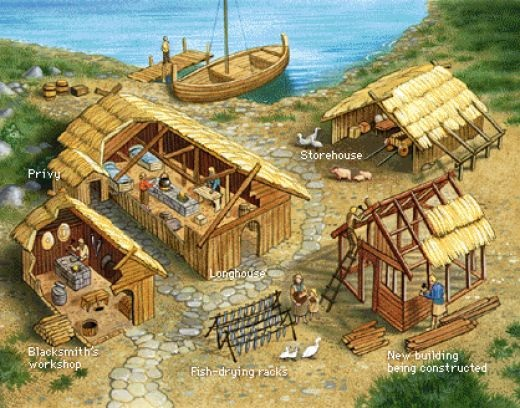 Storehouse
Privy
Longhouse
Blacksmith's
workshop
Fish-drying racks
New building
being constructed